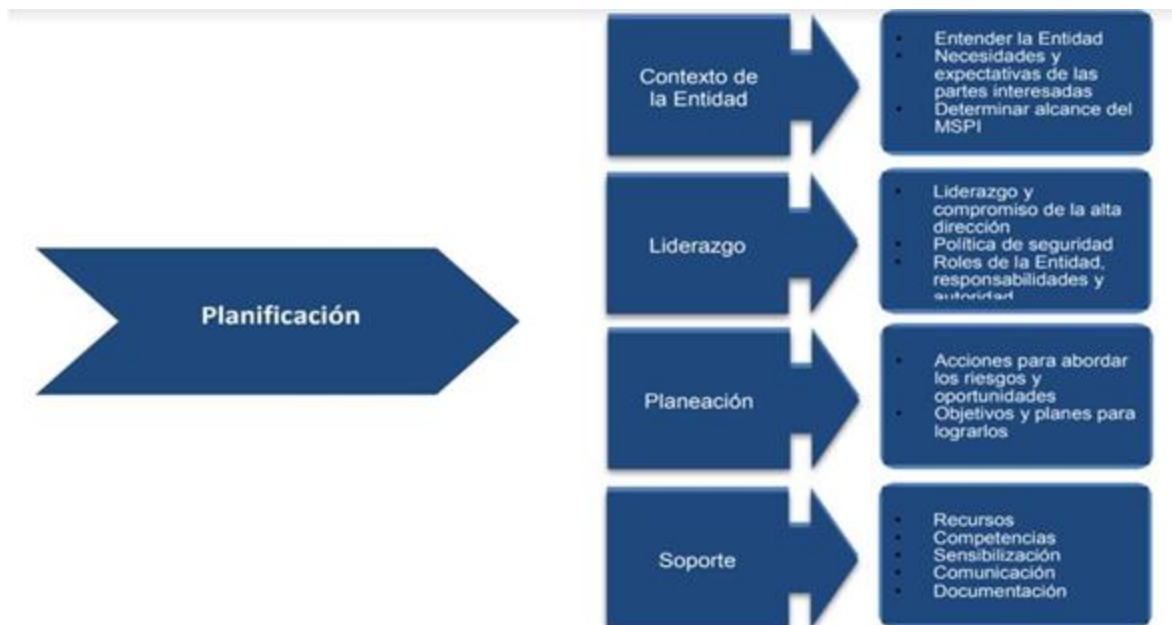 Planificación
Contexto de
la Entidad
Entender la Entidad
Necesidades y
expectativas de las
partes interesadas
Determinar alcance del
MSPI
Liderazgo
Liderazgo y
compromiso de la alta
dirección
Política de seguridad
Roles de la Entidad,
responsabilidades y
autoridad
Planeación
Acciones para abordar
los riesgos y
oportunidades
Objetivos y planes para
lograrlos
Soporte
Recursos
Competencias
Sensibilización
Comunicación
Documentación